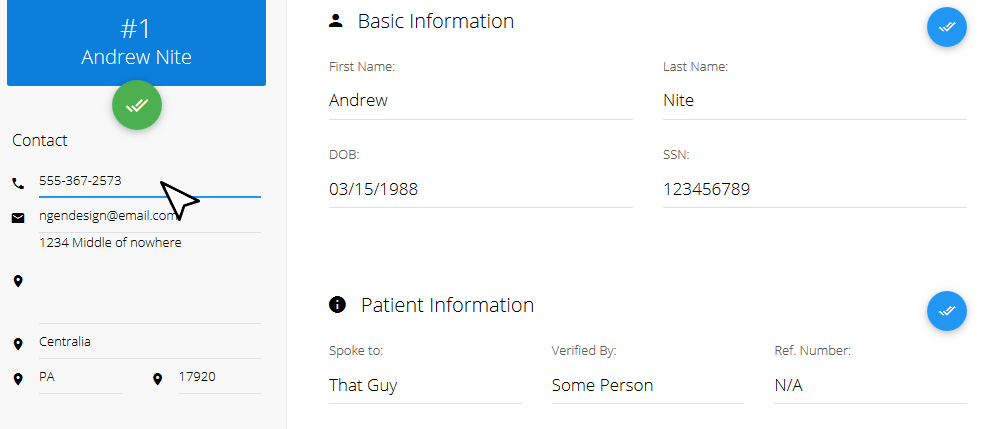 #1
Andrew Nite
Contact
555-367-2573
ngendesign@email.com
1234 Middle of nowhere
Centralia
PA 17920
Basic Information
First Name: Last Name:
Andrew Nite
DOB: SSN:
03/15/1988 123456789
Patient Information
Spoke to: Verified By: Ref. Number:
That Guy Some Person N/A